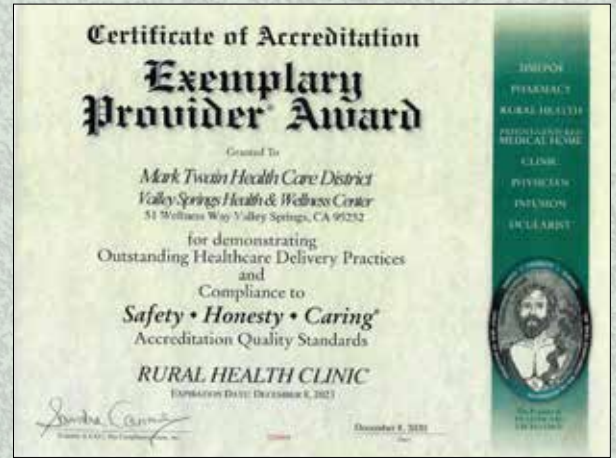 Certificate of Accreditation
Exemplary
Provider® Award
Granted To
Mark Twain Health Care District
Valley Springs Health & Wellness Center
51 Wellness Way Valley Springs, CA 95252
for demonstrating
Outstanding Healthcare Delivery Practices
and
Compliance to
Safety • Honesty • Caring®
Accreditation Quality Standards
RURAL HEALTH CLINIC
EXPIRATION DATE: DECEMBER 8, 2023
December 8, 2020
DMEPOS
PHARMACY
RURAL HEALTH
PATIENT-CENTERED
MEDICAL HOME
CLINIC
PHYSICIAN
INFUSION
OCULARIST